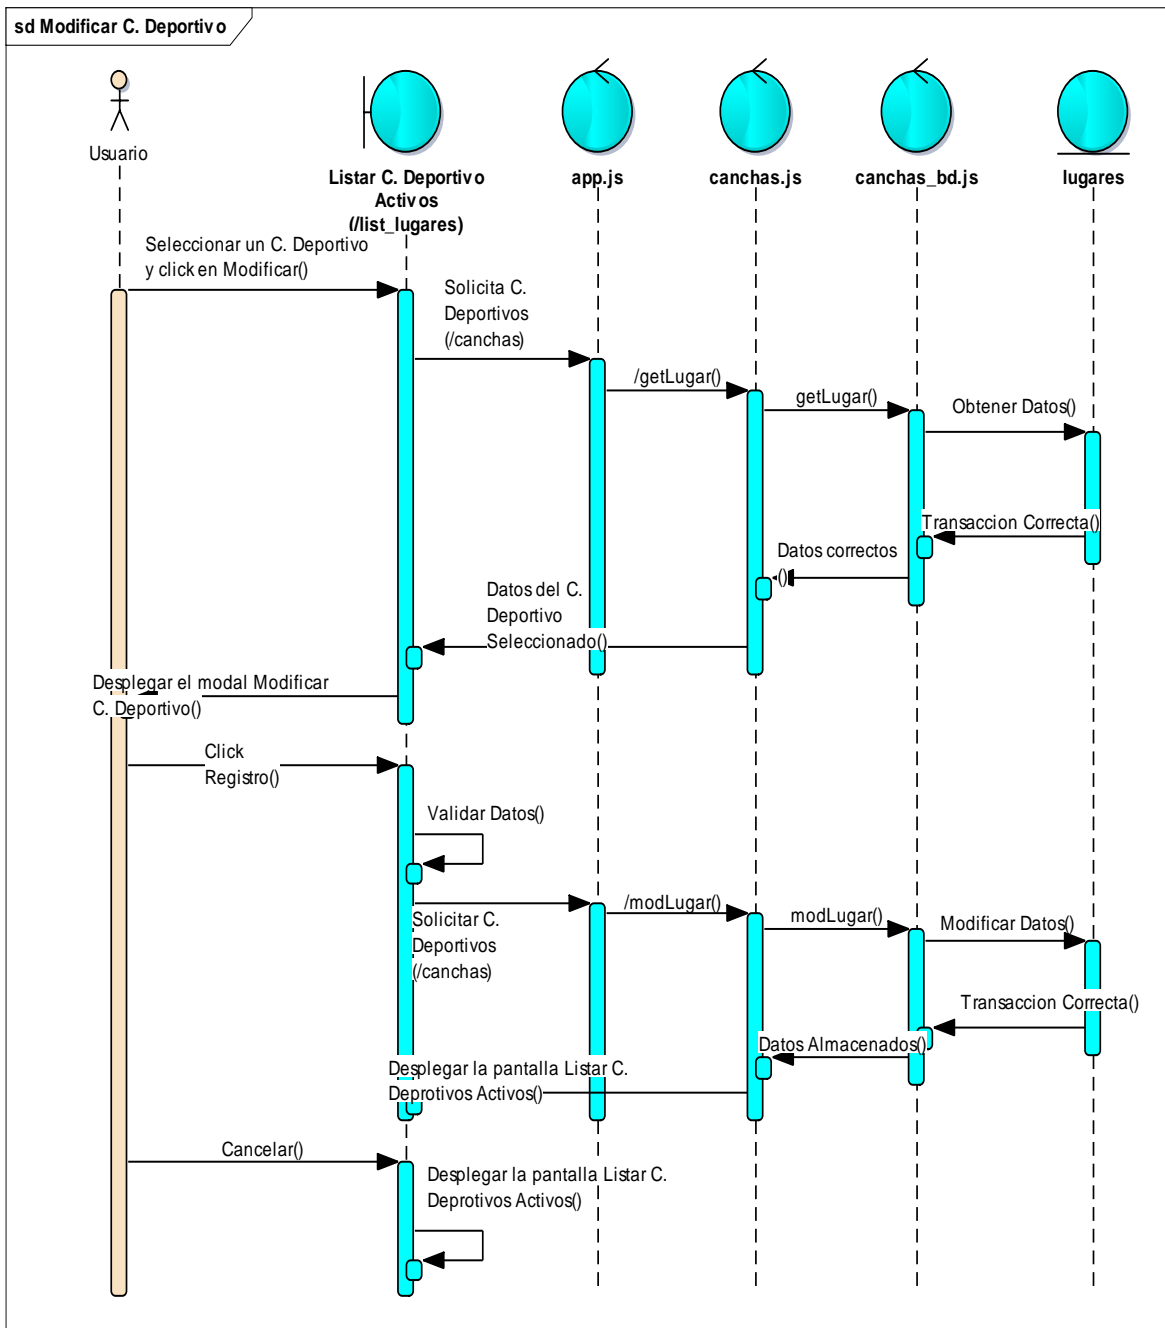 sd Modificar C. Deportivo
Usuario
Listar C. Deportivo
Activos
(/list_lugares)
app.js
canchas.js
canchas_bd.js
lugares
Seleccionar un C. Deportivo
y click en Modificar()
Solicita C.
Deportivos
(/canchas)
/getLugar()
getLugar()
Obtener Datos()
Transaccion Correcta()
Datos correctos
()
Datos del C.
Deportivo
Seleccionado()
Desplegar el modal Modificar
C. Deportivo()
Click
Registro()
Validar Datos()
Solicitar C.
Deportivos
(/canchas)
/modLugar()
modLugar()
Modificar Datos()
Transaccion Correcta()
Datos Almacenados()
Desplegar la pantalla Listar C.
Deprotivos Activos()
Cancelar()
Desplegar la pantalla Listar C.
Deprotivos Activos()